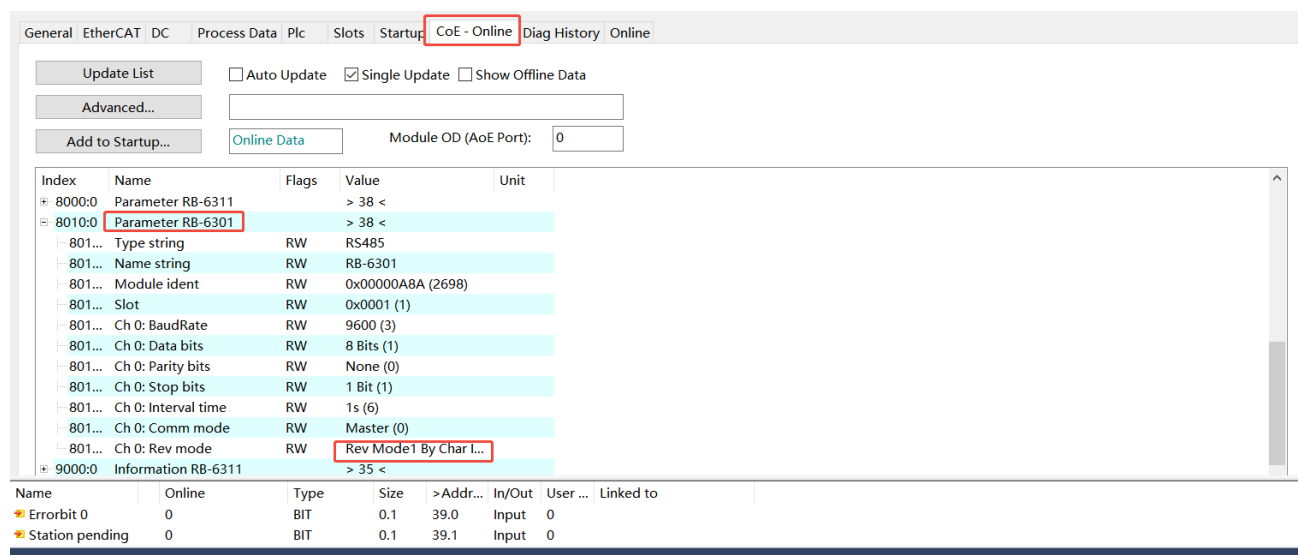 General EtherCAT DC Process Data Plc Slots Startup CoE - Online Diag History Online
Update List Auto Update Single Update Show Offline Data
Advanced...
Add to Startup... Online Data Module OD (AoE Port): 0
Index Name Flags Value Unit
8000:0 Parameter RB-6311 > 38 <
8010:0 Parameter RB-6301 > 38 <
801... Type string RW RS485
801... Name string RW RB-6301
801... Module ident RW 0x00000A8A (2698)
801... Slot RW 0x0001 (1)
801... Ch 0: BaudRate RW 9600 (3)
801... Ch 0: Data bits RW 8 Bits (1)
801... Ch 0: Parity bits RW None (0)
801... Ch 0: Stop bits RW 1 Bit (1)
801... Ch 0: Interval time RW 1s (6)
801... Ch 0: Comm mode RW Master (0)
801... Ch 0: Rev mode RW Rev Mode1 By Char I...
9000:0 Information RB-6311 > 35 <
Name Online Type Size >Addr... In/Out User ... Linked to
Errorbit 0 0 BIT 0.1 39.0 Input 0
Station pending 0 BIT 0.1 39.1 Input 0